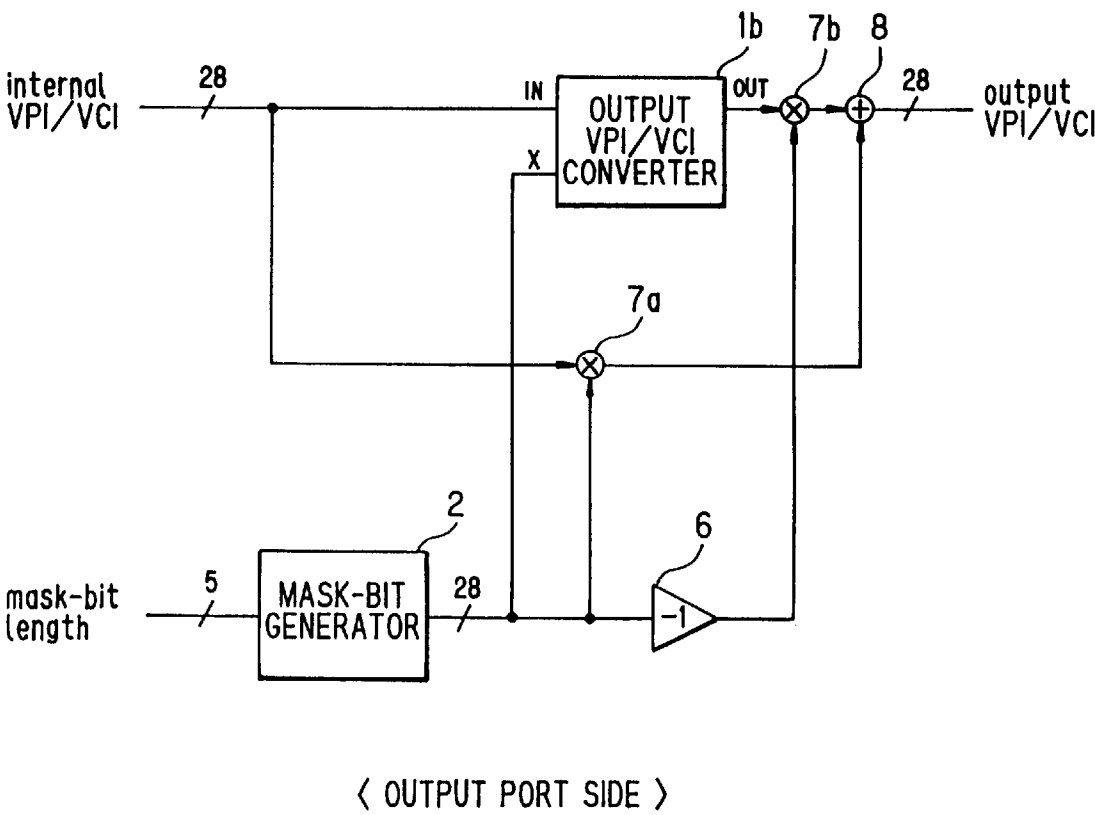 1b
7b
8
internal
VPI/VCI
28
IN
OUT
28
output
VPI/VCI
OUTPUT
VPI/VCI
CONVERTER
X
7a
2
6
mask-bit
length
5
MASK-BIT
GENERATOR
28
-1
< OUTPUT PORT SIDE >